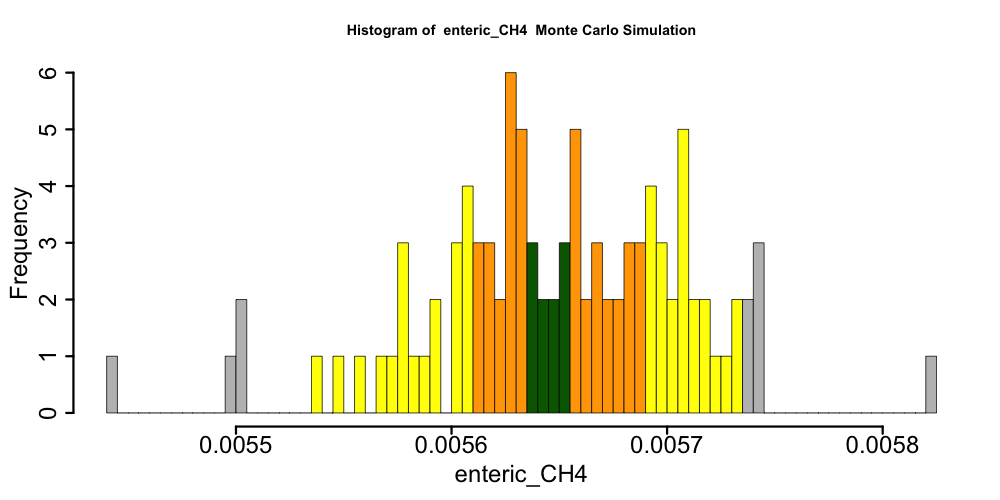 Histogram of enteric_CH4 Monte Carlo Simulation
6
5
4
3
2
1
0
Frequency
0.0055 0.0056 0.0057 0.0058
enteric_CH4